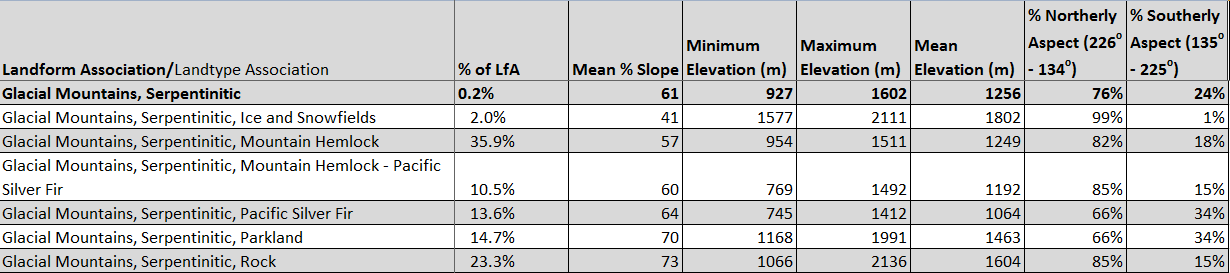 Landform Association/Landtype Association % of LfA Mean % Slope Minimum Elevation (m) Maximum Elevation (m) Mean Elevation (m) % Northerly Aspect (226° - 134°) % Southerly Aspect (135° - 225°)
Glacial Mountains, Serpentinitic 0.2% 61 927 1602 1256 76% 24%
Glacial Mountains, Serpentinitic, Ice and Snowfields 2.0% 41 1577 2111 1802 99% 1%
Glacial Mountains, Serpentinitic, Mountain Hemlock 35.9% 57 954 1511 1249 82% 18%
Glacial Mountains, Serpentinitic, Mountain Hemlock - Pacific
Silver Fir 10.5% 60 769 1492 1192 85% 15%
Glacial Mountains, Serpentinitic, Pacific Silver Fir 13.6% 64 745 1412 1064 66% 34%
Glacial Mountains, Serpentinitic, Parkland 14.7% 70 1168 1991 1463 66% 34%
Glacial Mountains, Serpentinitic, Rock 23.3% 73 1066 2136 1604 85% 15%